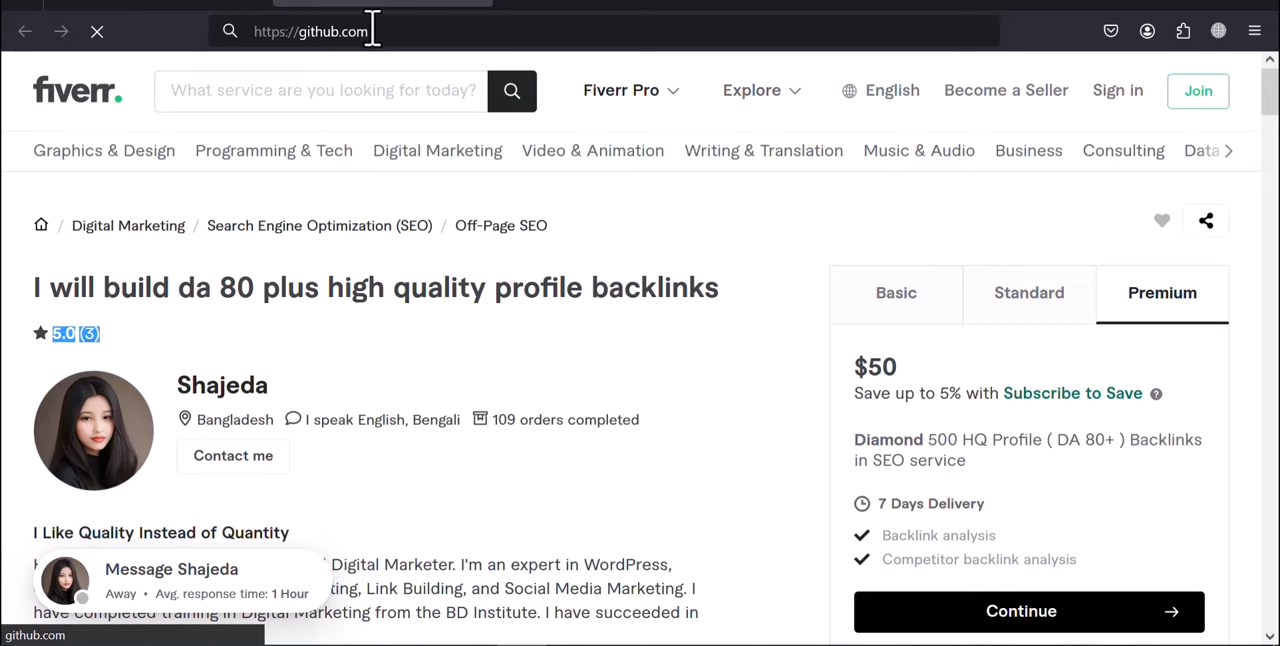 https://github.com
fiverr.
What service are you looking for today?
Fiverr Pro
Explore
English
Become a Seller
Sign in
Join
Graphics & Design
Programming & Tech
Digital Marketing
Video & Animation
Writing & Translation
Music & Audio
Business
Consulting
Data
/ Digital Marketing / Search Engine Optimization (SEO) / Off-Page SEO
I will build da 80 plus high quality profile backlinks
5.0 (3)
Shajeda
Bangladesh I speak English, Bengali 109 orders completed
Contact me
I Like Quality Instead of Quantity
Digital Marketer. I'm an expert in WordPress,
Link Building, and Social Media Marketing. I
have completed training in Digital Marketing from the BD Institute. I have succeeded in
Message Shajeda
Away • Avg. response time: 1 Hour
github.com
Basic
Standard
Premium
$50
Save up to 5% with Subscribe to Save ?
Diamond 500 HQ Profile ( DA 80+ ) Backlinks
in SEO service
7 Days Delivery
Backlink analysis
Competitor backlink analysis
Continue